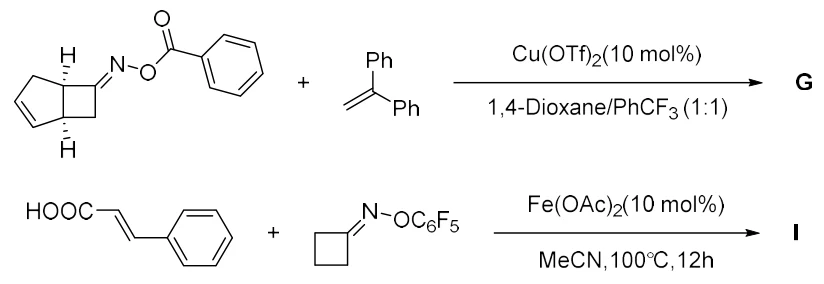 O
H
N
O
Ph
Ph
H
+
Cu(OTf)₂(10 mol%)
1,4-Dioxane/PhCF₃ (1:1)
G
HOOC
+
N
OC₆F₅
Fe(OAc)₂(10 mol%)
MeCN,100℃,12h
I